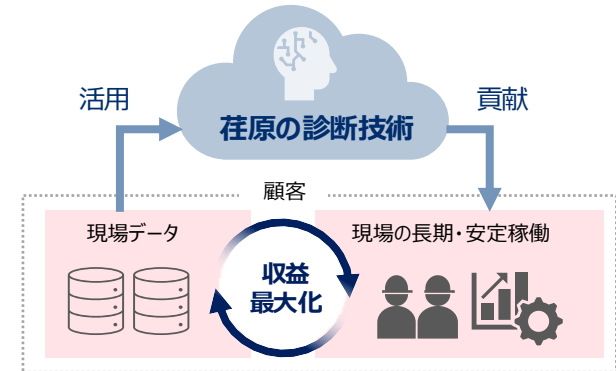 活用
貢献
荏原の診断技術
顧客
現場データ
現場の長期・安定稼働
収益
最大化